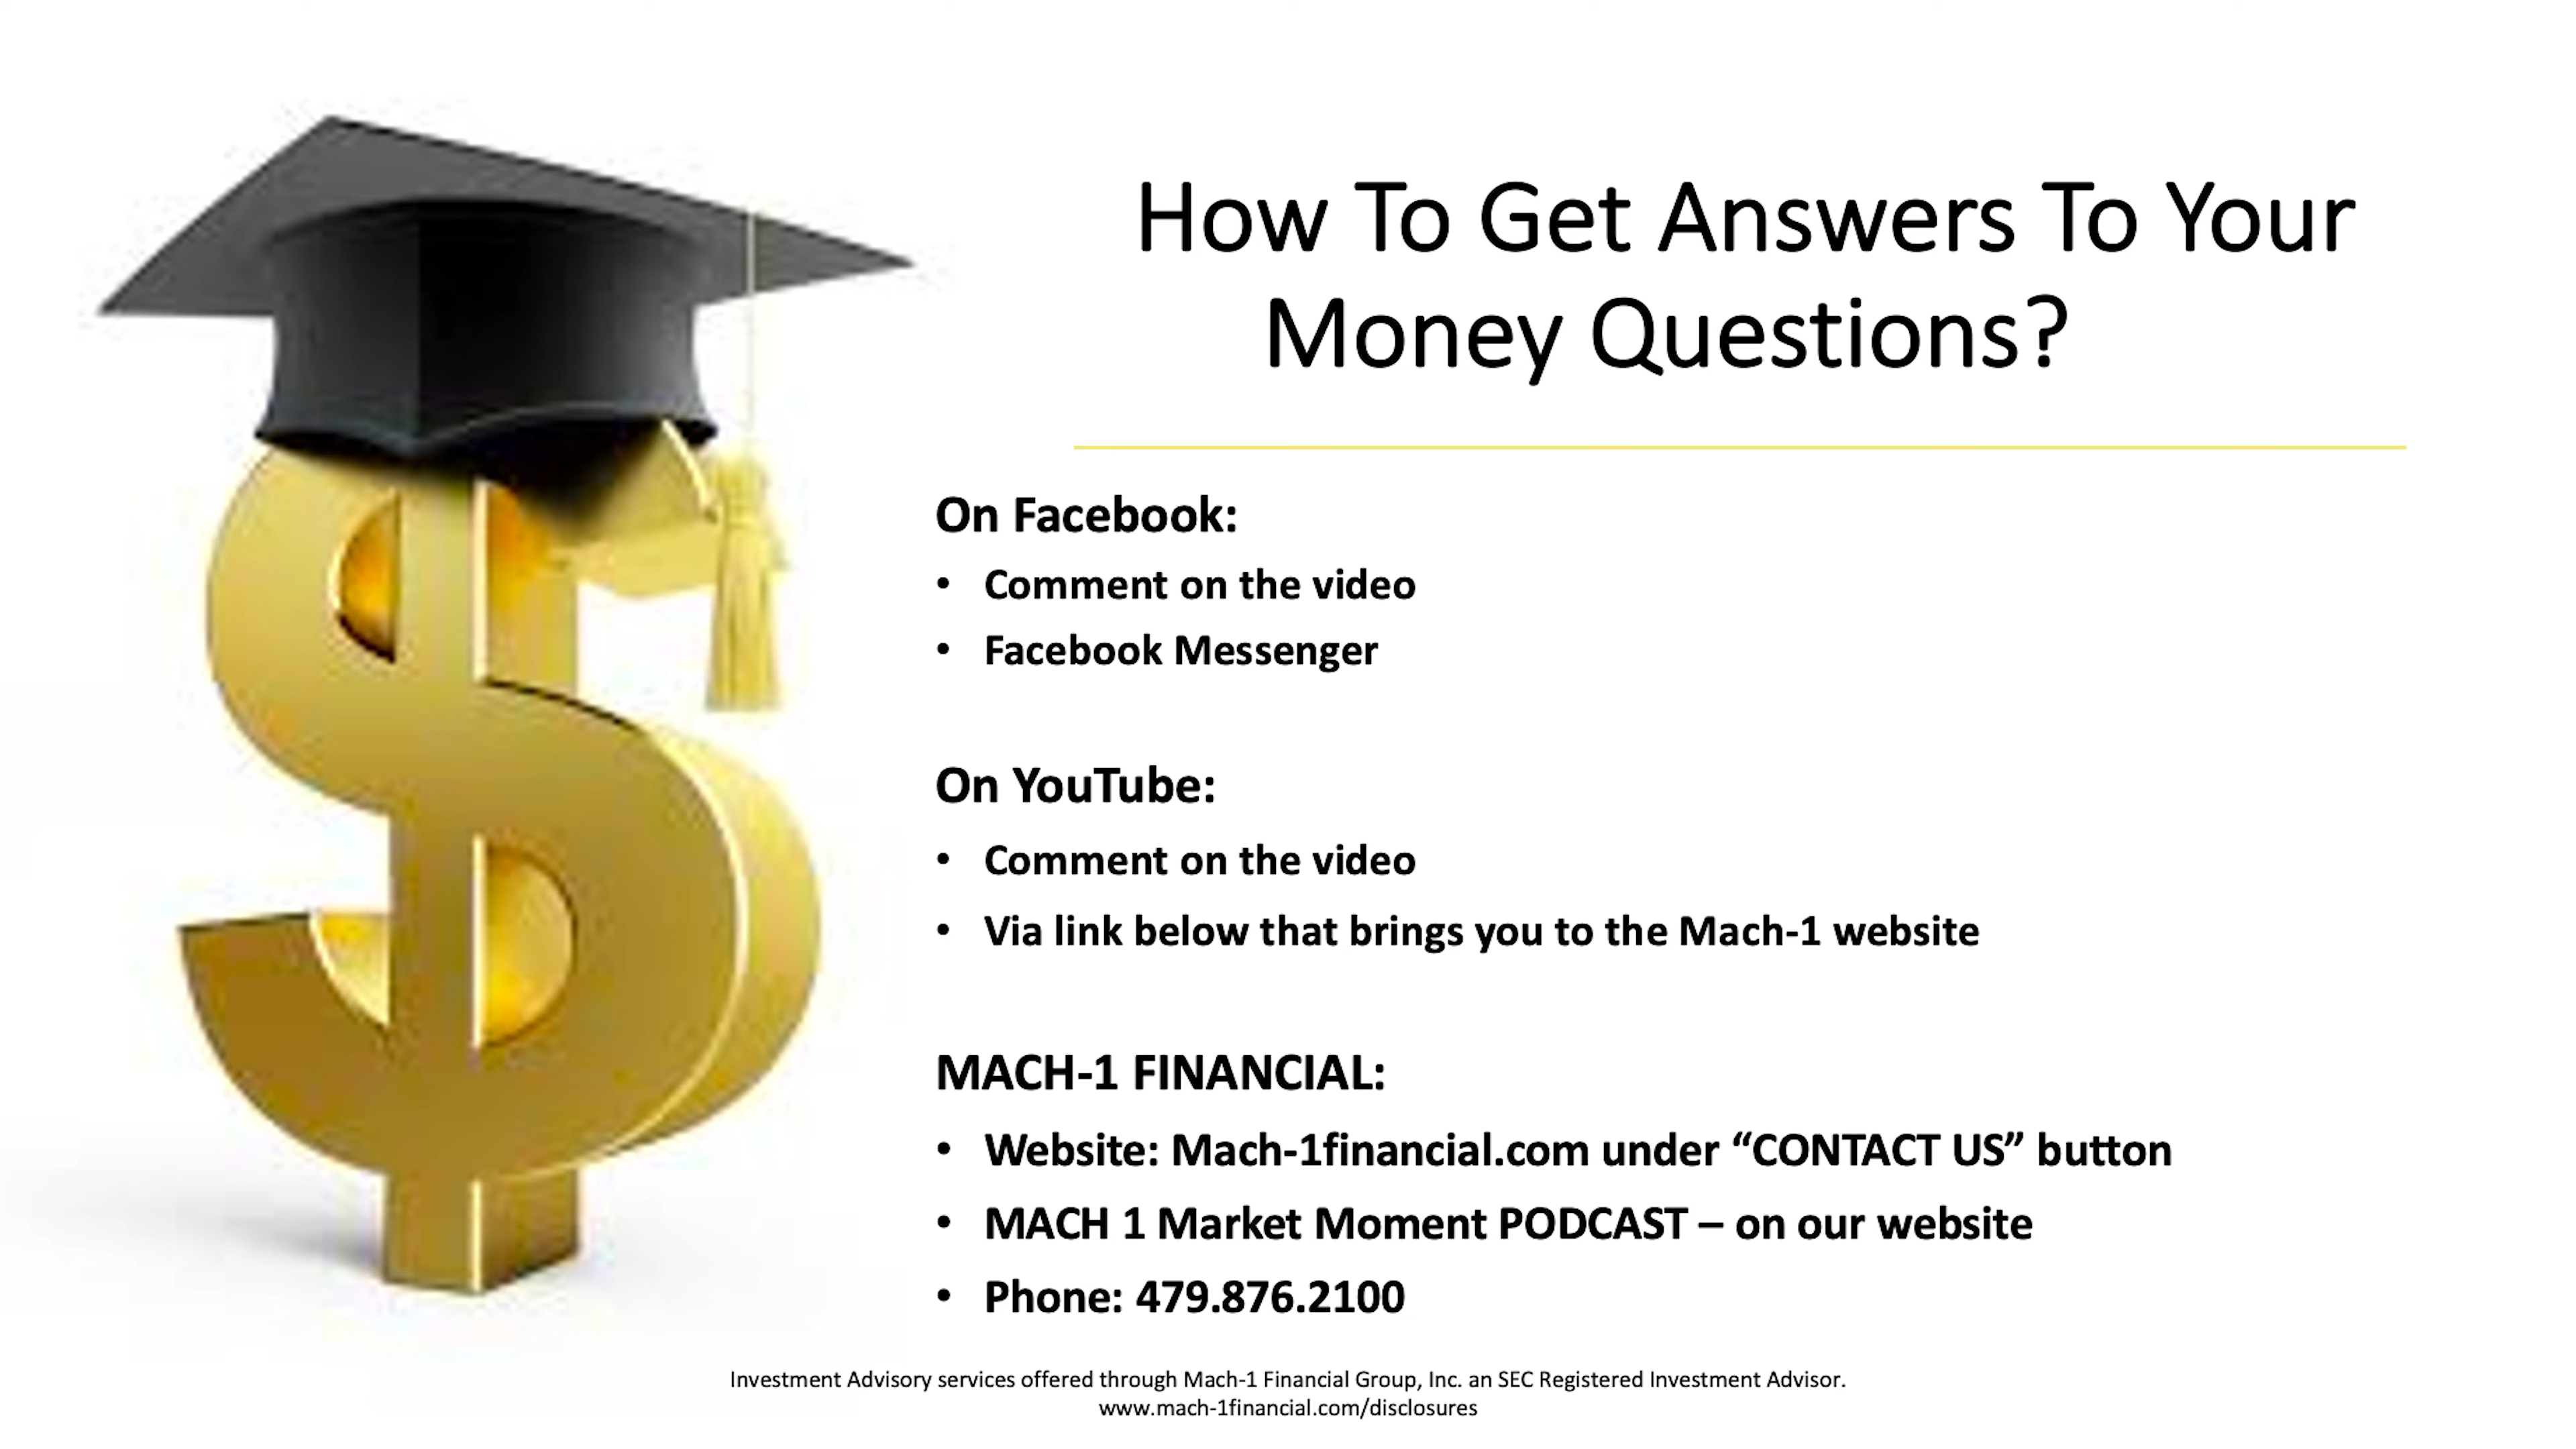 How To Get Answers To Your
Money Questions?
On Facebook:
• Comment on the video
• Facebook Messenger
On YouTube:
• Comment on the video
• Via link below that brings you to the Mach-1 website
MACH-1 FINANCIAL:
• Website: Mach-1financial.com under “CONTACT US” button
• MACH 1 Market Moment PODCAST – on our website
• Phone: 479.876.2100
Investment Advisory services offered through Mach-1 Financial Group, Inc. an SEC Registered Investment Advisor.
www.mach-1financial.com/disclosures